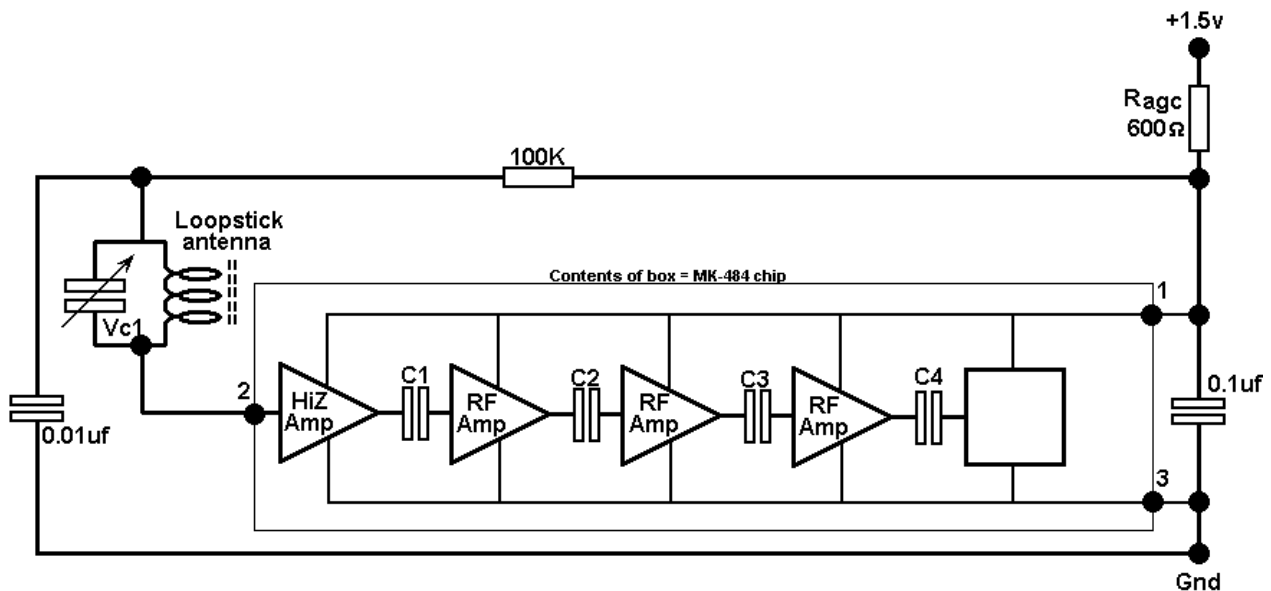 +1.5v
Ragc
600Ω
100K
Loopstick
antenna
Contents of box = MK-484 chip
Vc1
1
2
HiZ
Amp
C1
RF
Amp
C2
RF
Amp
C3
RF
Amp
C4
0.1uf
0.01uf
3
Gnd